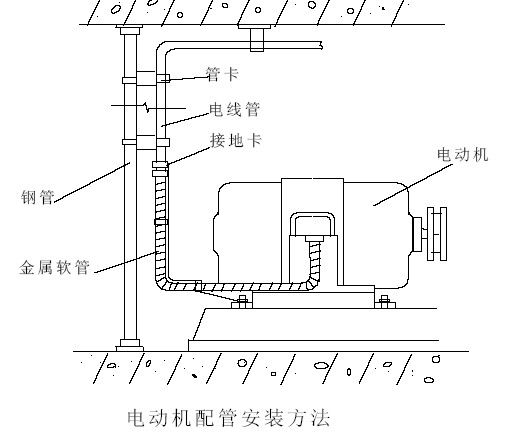 管卡
电线管
接地卡
电动机
钢管
金属软管
电动机配管安装方法